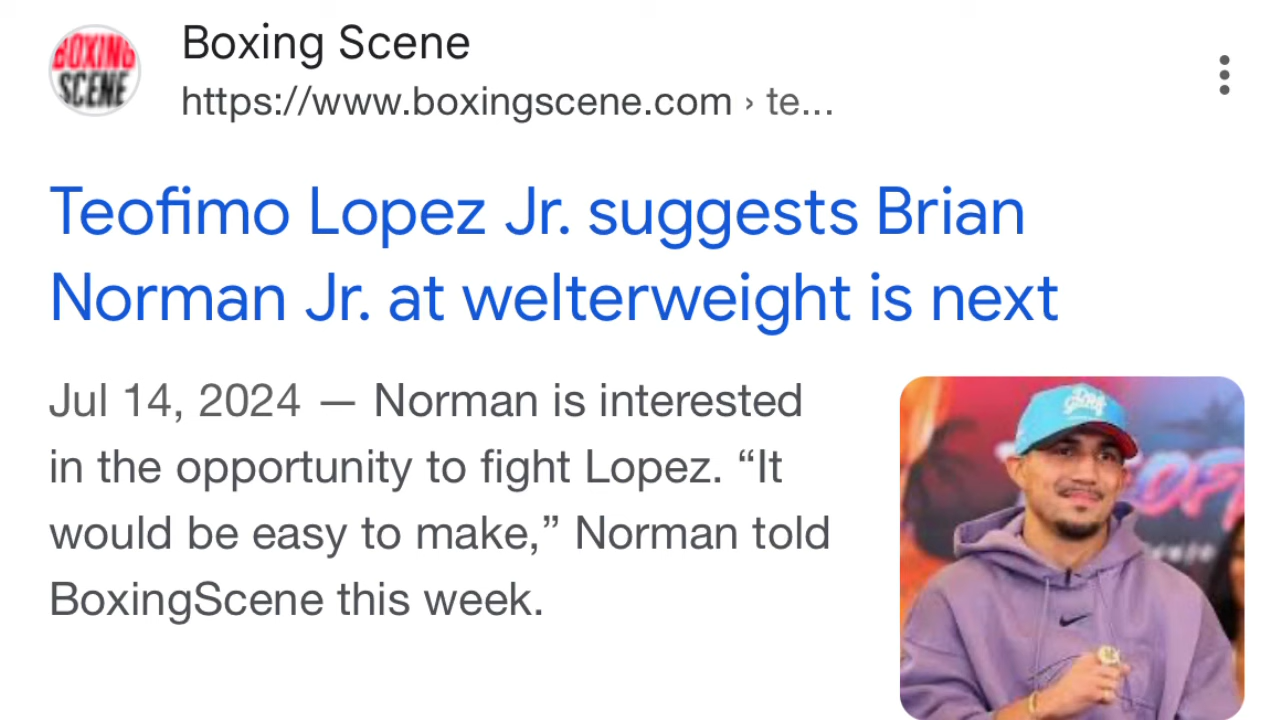 BOXING
SCENE
Boxing Scene
https://www.boxingscene.com › te...
Teofimo Lopez Jr. suggests Brian
Norman Jr. at welterweight is next
Jul 14, 2024 — Norman is interested
in the opportunity to fight Lopez. “It
would be easy to make,” Norman told
BoxingScene this week.